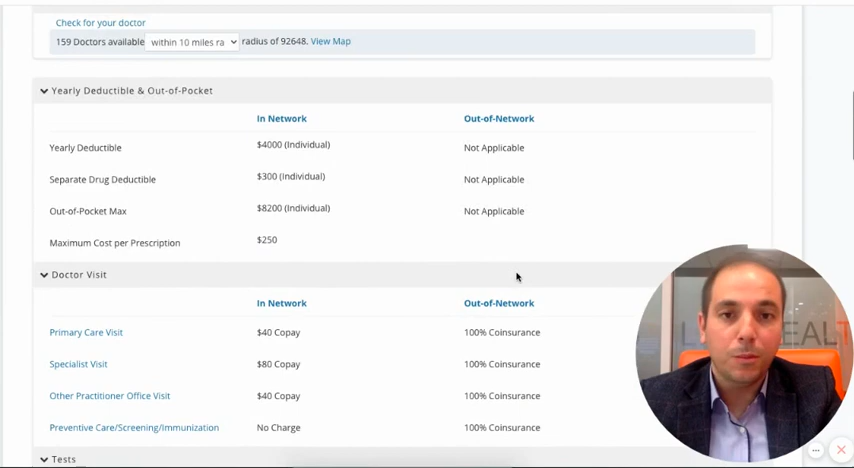 Check for your doctor
159 Doctors available within 10 miles ra radius of 92648. View Map
Yearly Deductible & Out-of-Pocket
In Network Out-of-Network
Yearly Deductible $4000 (Individual) Not Applicable
Separate Drug Deductible $300 (Individual) Not Applicable
Out-of-Pocket Max $8200 (Individual) Not Applicable
Maximum Cost per Prescription $250
Doctor Visit
In Network Out-of-Network
Primary Care Visit $40 Copay 100% Coinsurance
Specialist Visit $80 Copay 100% Coinsurance
Other Practitioner Office Visit $40 Copay 100% Coinsurance
Preventive Care/Screening/Immunization No Charge 100% Coinsurance
Tests